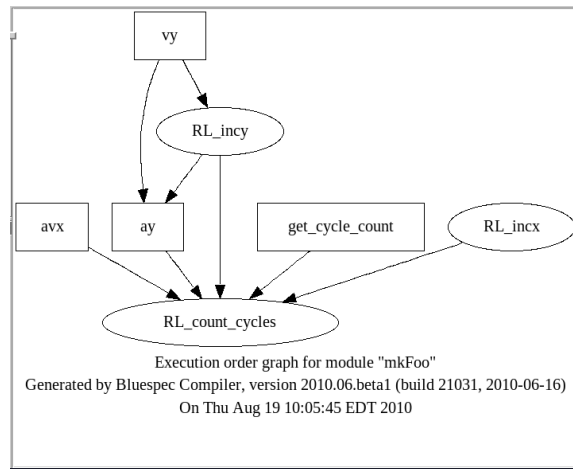 vy
RL_incy
avx
ay
get_cycle_count
RL_incx
RL_count_cycles
Execution order graph for module "mkFoo"
Generated by Bluespec Compiler, version 2010.06.beta1 (build 21031, 2010-06-16)
On Thu Aug 19 10:05:45 EDT 2010